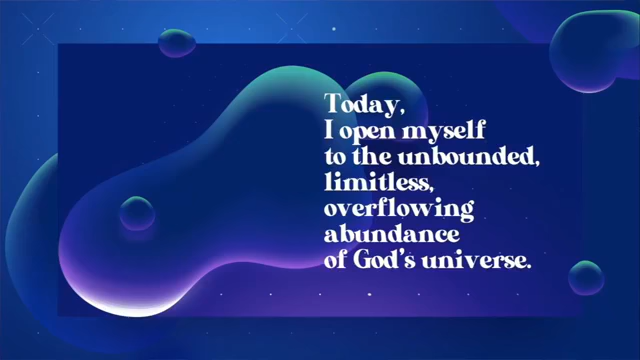 Today,
I open myself
to the unbounded,
limitless,
overflowing
abundance
of God's universe.